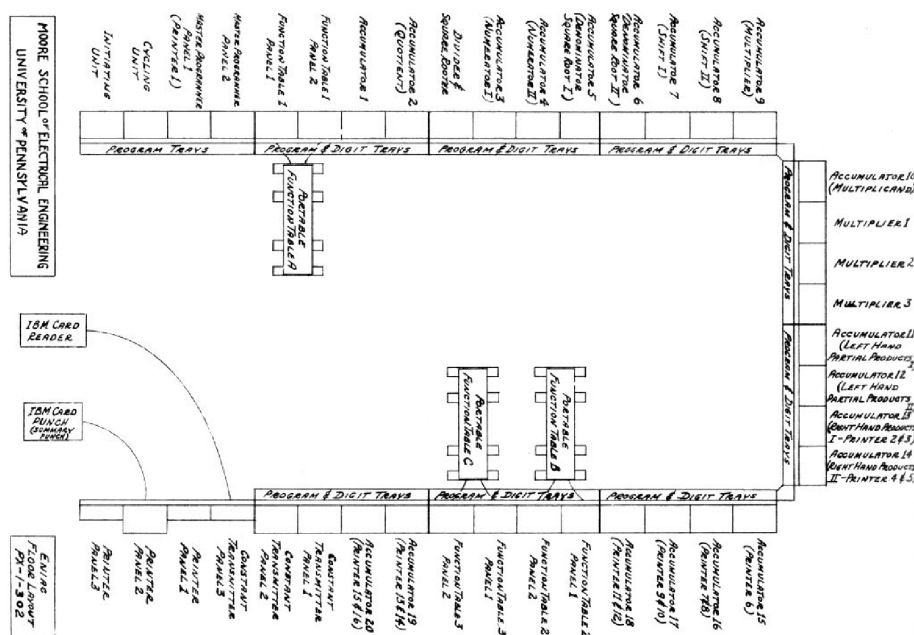 MOORE SCHOOL OF ELECTRICAL ENGINEERING
UNIVERSITY OF PENNSYLVANIA
INITIATING
UNIT
CYCLING
UNIT
MASTER PROGRAMMER
PANEL 1
(PRINTER 1)
MASTER PROGRAMMER
PANEL 2
FUNCTION TABLE 1
PANEL 1
FUNCTION TABLE 1
PANEL 2
ACCUMULATOR 1
ACCUMULATOR 2
(QUOTIENT)
DIVIDER &
SQUARE ROOTER
ACCUMULATOR 3
(NUMERATOR I)
ACCUMULATOR 4
(NUMERATOR II)
ACCUMULATOR 5
(DENOMINATOR
SQUARE ROOT I)
ACCUMULATOR 6
(DENOMINATOR
SQUARE ROOT II)
ACCUMULATOR 7
(SHIFT I)
ACCUMULATOR 8
(SHIFT II)
ACCUMULATOR 9
(MULTIPLIER)
PROGRAM TRAYS
PROGRAM & DIGIT TRAYS
PROGRAM & DIGIT TRAYS
PROGRAM & DIGIT TRAYS
PORTABLE
FUNCTION TABLE A
PROGRAM & DIGIT TRAYS
PROGRAM & DIGIT TRAYS
ACCUMULATOR 10
(MULTIPLICAND)
MULTIPLIER 1
MULTIPLIER 2
MULTIPLIER 3
ACCUMULATOR 11
(LEFT HAND
PARTIAL PRODUCTS I)
ACCUMULATOR 12
(LEFT HAND
PARTIAL PRODUCTS II)
ACCUMULATOR 13
(RIGHT HAND PRODUCTS
I-PRINTER 2 & 3)
ACCUMULATOR 14
(RIGHT HAND PRODUCTS
II-PRINTER 4 & 5)
IBM CARD
READER
IBM CARD
PUNCH
(SUMMARY
PUNCH)
PORTABLE
FUNCTION TABLE C
PORTABLE
FUNCTION TABLE B
PROGRAM & DIGIT TRAYS
PROGRAM & DIGIT TRAYS
PROGRAM & DIGIT TRAYS
ENIAC
FLOOR LAYOUT
PX-1-302
PRINTER
PANEL 3
PRINTER
PANEL 2
PRINTER
PANEL 1
CONSTANT
TRANSMITTER
PANEL 3
CONSTANT
TRANSMITTER
PANEL 2
CONSTANT
TRANSMITTER
PANEL 1
ACCUMULATOR 20
(PRINTER 15 & 16)
ACCUMULATOR 19
(PRINTER 13 & 14)
FUNCTION TABLE 3
PANEL 2
FUNCTION TABLE 3
PANEL 1
FUNCTION TABLE 2
PANEL 2
FUNCTION TABLE 2
PANEL 1
ACCUMULATOR 18
(PRINTER 11 & 12)
ACCUMULATOR 17
(PRINTER 9 & 10)
ACCUMULATOR 16
(PRINTER 7 & 8)
ACCUMULATOR 15
(PRINTER 6)